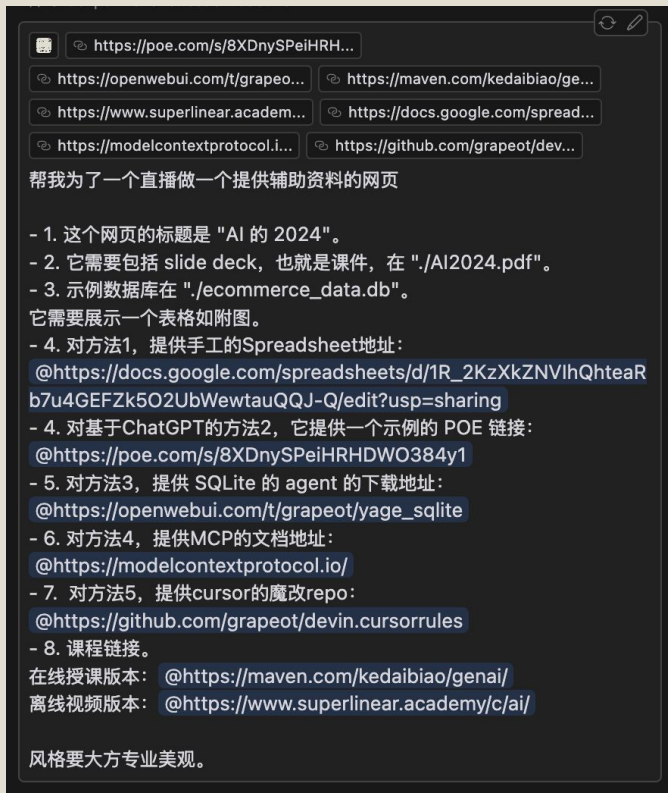 https://poe.com/s/8XDnySPeiHRH...
https://openwebui.com/t/grapeo... https://maven.com/kedaibiao/ge...
https://www.superlinear.academ... https://docs.google.com/spread...
https://modelcontextprotocol.i... https://github.com/grapeot/dev...
帮我为了一个直播做一个提供辅助资料的网页
- 1. 这个网页的标题是 "AI 的 2024"。
- 2. 它需要包括 slide deck，也就是课件，在 "./AI2024.pdf"。
- 3. 示例数据库在 "./ecommerce_data.db"。
它需要展示一个表格如附图。
- 4. 对方法1，提供手工的Spreadsheet地址：
@https://docs.google.com/spreadsheets/d/1R_2KzXkZNVIhQhteaR
b7u4GEFZk5O2UbWewtauQQJ-Q/edit?usp=sharing
- 4. 对基于ChatGPT的方法2，它提供一个示例的 POE 链接：
@https://poe.com/s/8XDnySPeiHRHDWO384y1
- 5. 对方法3，提供 SQLite 的 agent 的下载地址：
@https://openwebui.com/t/grapeot/yage_sqlite
- 6. 对方法4，提供MCP的文档地址：
@https://modelcontextprotocol.io/
- 7. 对方法5，提供cursor的魔改repo：
@https://github.com/grapeot/devin.cursorrules
- 8. 课程链接。
在线授课版本： @https://maven.com/kedaibiao/genai/
离线视频版本： @https://www.superlinear.academy/c/ai/
风格要大方专业美观。